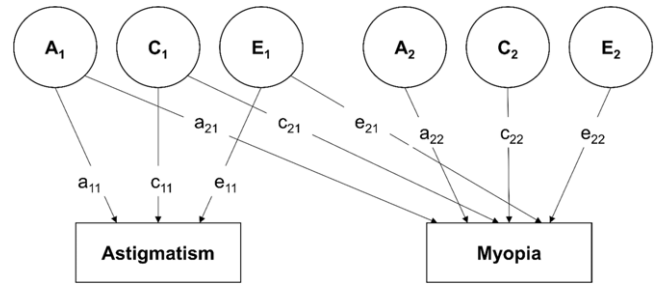 A₁ C₁ E₁ A₂ C₂ E₂
a₂₁ c₂₁ e₂₁ a₂₂ c₂₂ e₂₂
a₁₁ c₁₁ e₁₁
Astigmatism Myopia